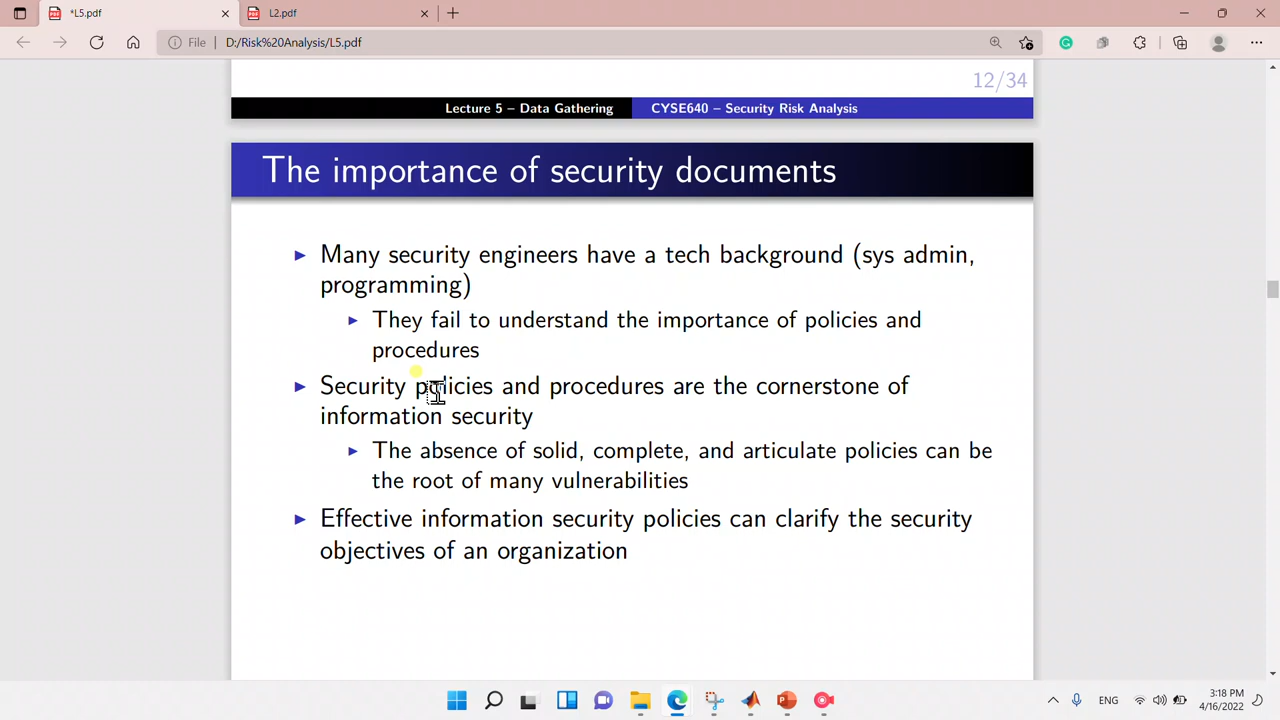 *L5.pdf
L2.pdf
File
D:/Risk%20Analysis/L5.pdf
12/34
Lecture 5 – Data Gathering
CYSE640 – Security Risk Analysis
The importance of security documents
Many security engineers have a tech background (sys admin,
programming)
They fail to understand the importance of policies and
procedures
Security policies and procedures are the cornerstone of
information security
The absence of solid, complete, and articulate policies can be
the root of many vulnerabilities
Effective information security policies can clarify the security
objectives of an organization
ENG
3:18 PM
4/16/2022